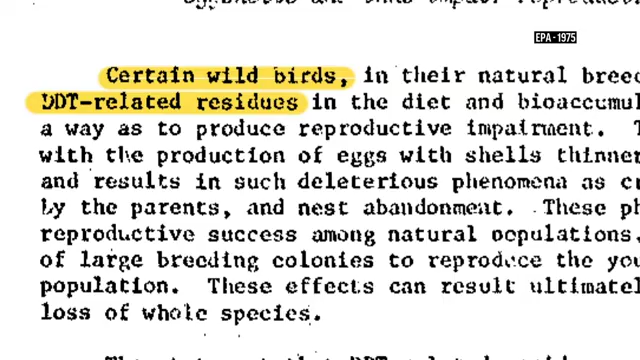 EPA - 1975
Certain wild birds, in their natural breed
DDT-related residues in the diet and bioaccumul
a way as to produce reproductive impairment.
with the production of eggs with shells thinner
and results in such deleterious phenomena as
by the parents, and nest abandonment. These
reproductive success among natural populations,
of large breeding colonies to reproduce the
population. These effects can result ultimatel
loss of whole species.